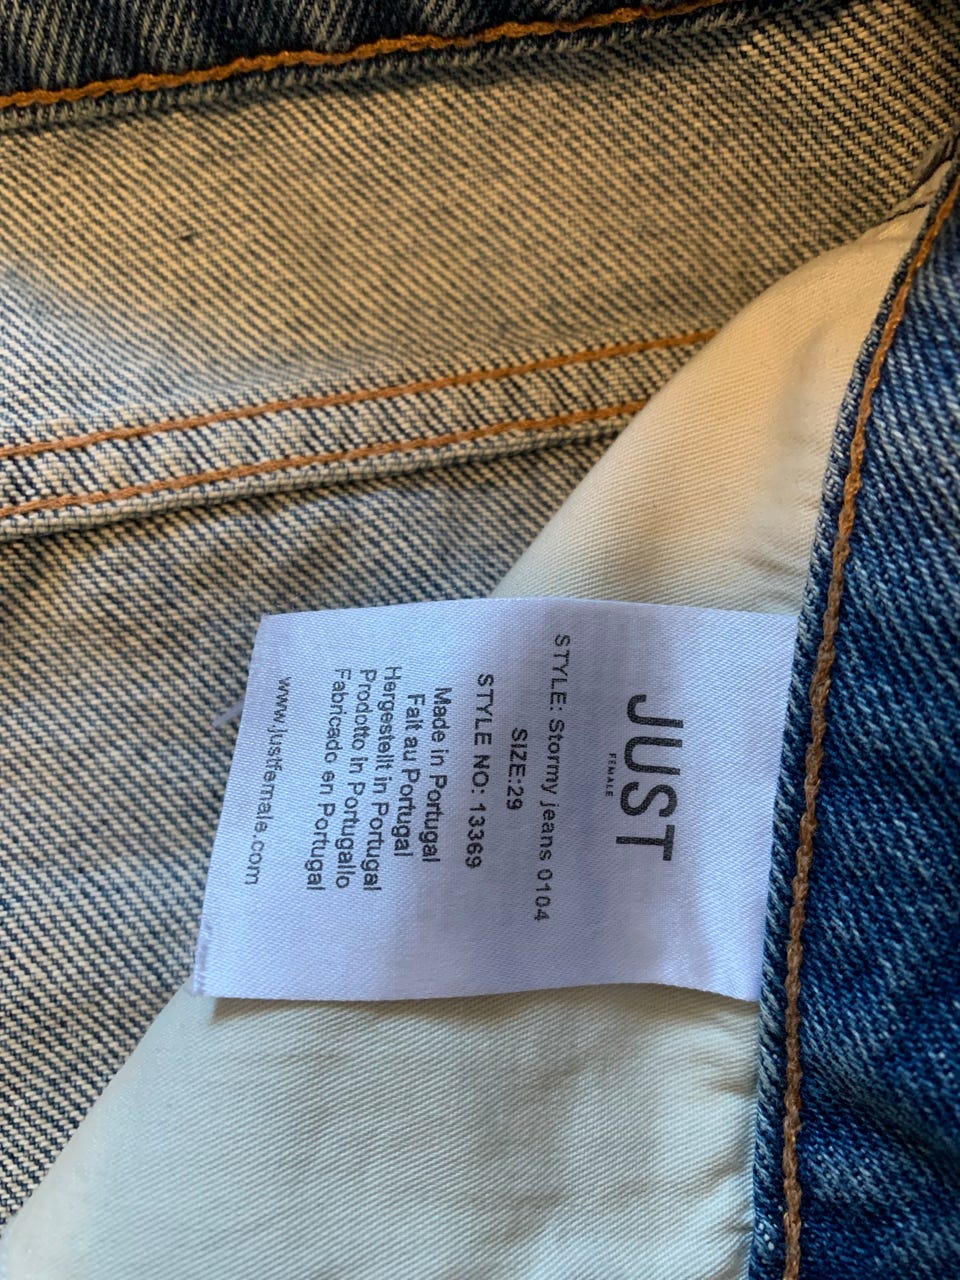 JUST
FEMALE
STYLE: Stormy jeans 0104
SIZE:29
STYLE NO: 13369
Made in Portugal
Fait au Portugal
Hergestellt in Portugal
Prodotto in Portugallo
Fabricado en Portugal
www.justfemale.com